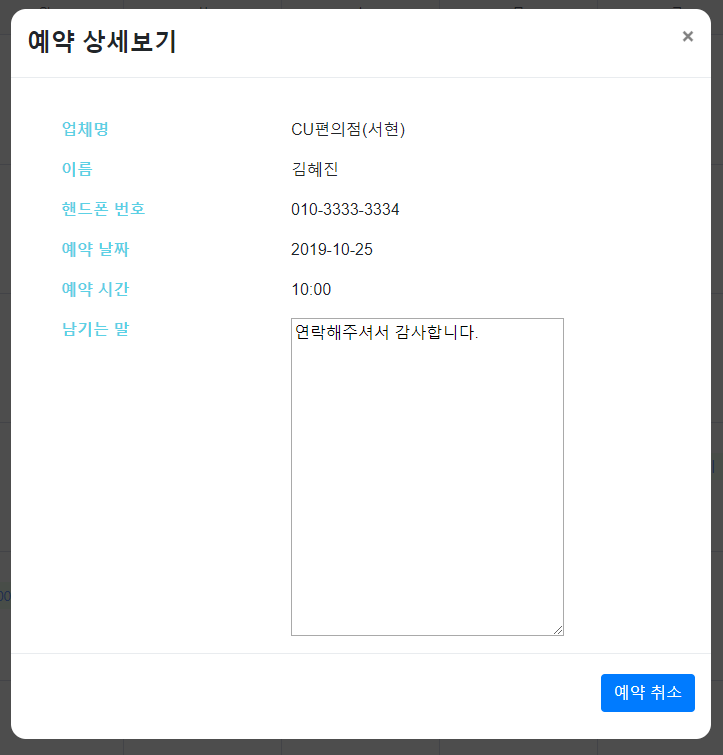 예약 상세보기
×
업체명 CU편의점(서현)
이름 김혜진
핸드폰 번호 010-3333-3334
예약 날짜 2019-10-25
예약 시간 10:00
남기는 말 연락해주셔서 감사합니다.
예약 취소